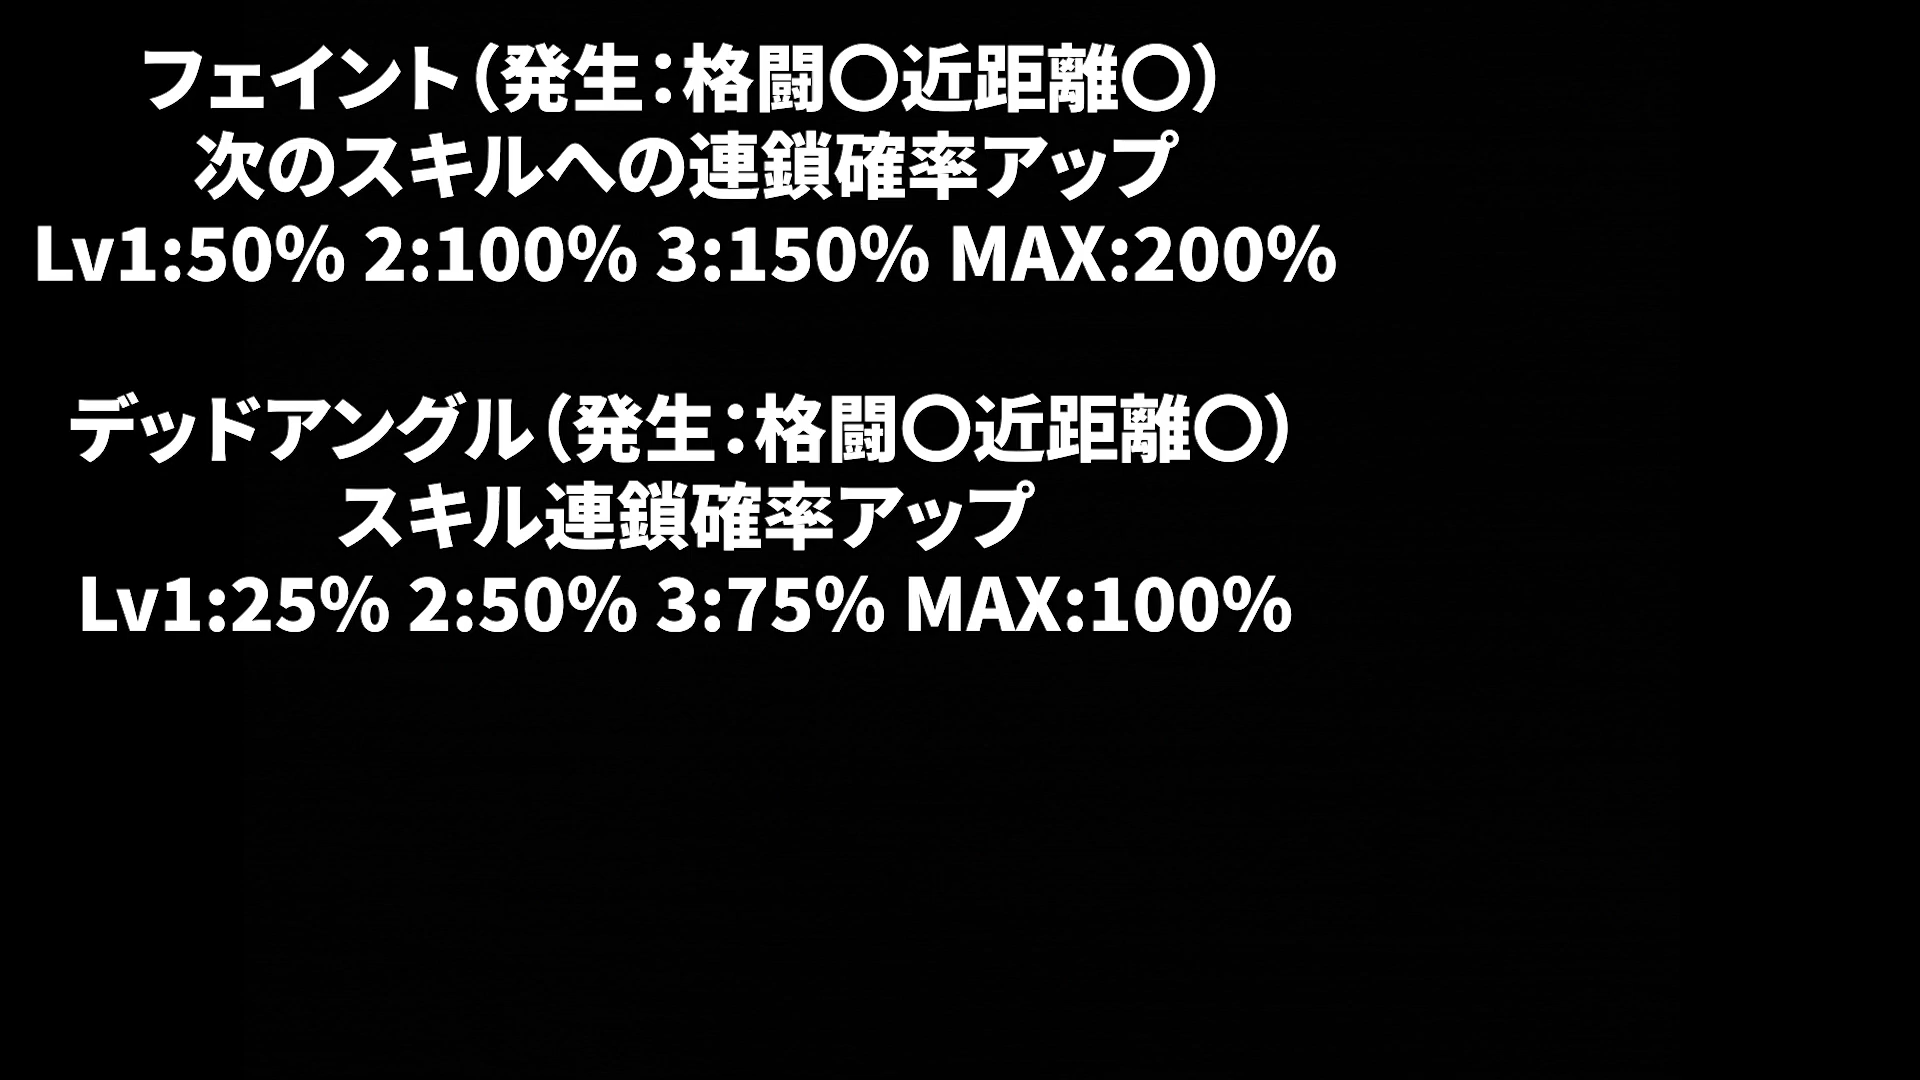 フェイント（発生：格闘〇近距離〇）
次のスキルへの連鎖確率アップ
Lv1:50% 2:100% 3:150% MAX:200%
デッドアングル（発生：格闘〇近距離〇）
スキル連鎖確率アップ
Lv1:25% 2:50% 3:75% MAX:100%